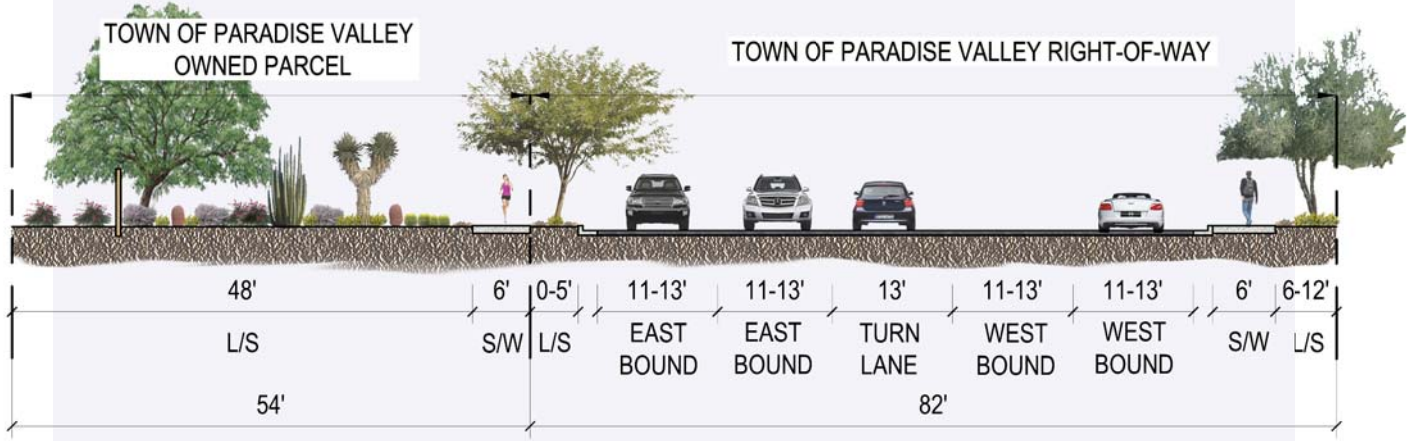 TOWN OF PARADISE VALLEY
OWNED PARCEL
TOWN OF PARADISE VALLEY RIGHT-OF-WAY
48' 6' 0-5' 11-13' 11-13' 13' 11-13' 11-13' 6' 6-12'
L/S S/W L/S
EAST
BOUND
EAST
BOUND
TURN
LANE
WEST
BOUND
WEST
BOUND
S/W L/S
54' 82'